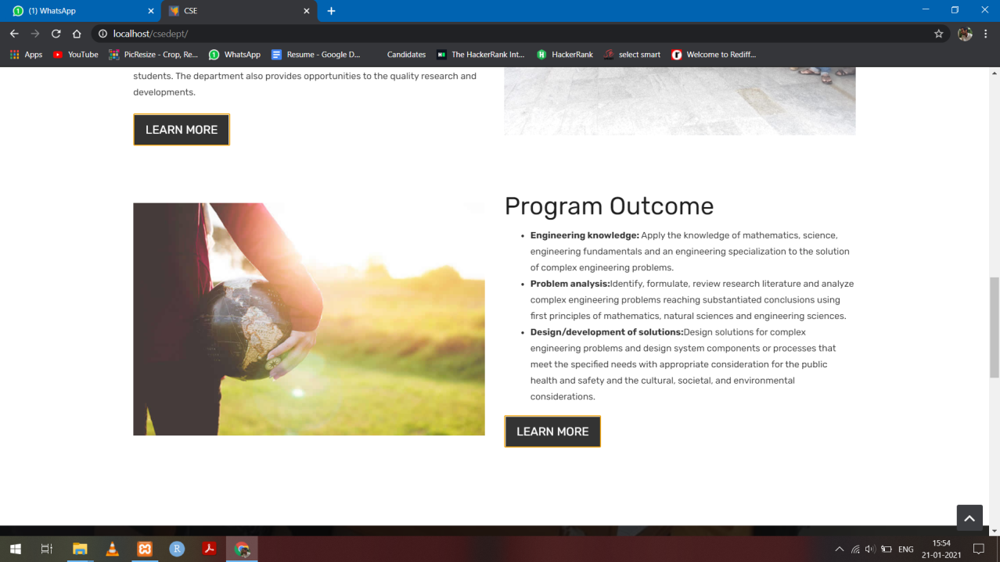 (1) WhatsApp
CSE
localhost/csedept/
Apps
YouTube
PicResize - Crop, Re...
WhatsApp
Resume - Google D...
Candidates
The HackerRank Int...
HackerRank
select smart
Welcome to Rediff...
students. The department also provides opportunities to the quality research and
developments.
LEARN MORE
Program Outcome
• Engineering knowledge: Apply the knowledge of mathematics, science,
engineering fundamentals and an engineering specialization to the solution
of complex engineering problems.
• Problem analysis:Identify, formulate, review research literature and analyze
complex engineering problems reaching substantiated conclusions using
first principles of mathematics, natural sciences and engineering sciences.
• Design/development of solutions:Design solutions for complex
engineering problems and design system components or processes that
meet the specified needs with appropriate consideration for the public
health and safety and the cultural, societal, and environmental
considerations.
LEARN MORE
ENG
15:54
21-01-2021